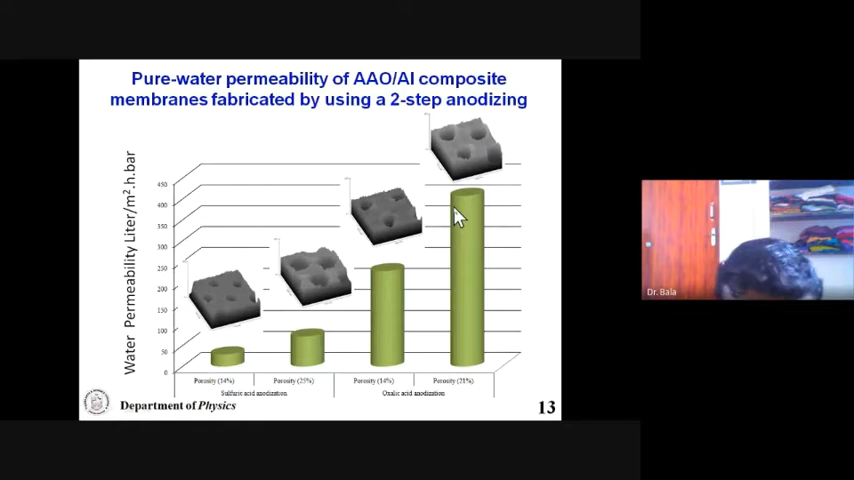 Pure-water permeability of AAO/Al composite
membranes fabricated by using a 2-step anodizing
Water Permeability Liter/m².h.bar
450
400
350
300
250
200
150
100
50
0
Porosity (14%)
Porosity (25%)
Porosity (14%)
Porosity (21%)
Sulfuric acid anodization
Oxalic acid anodization
Department of Physics
13
Dr. Bala